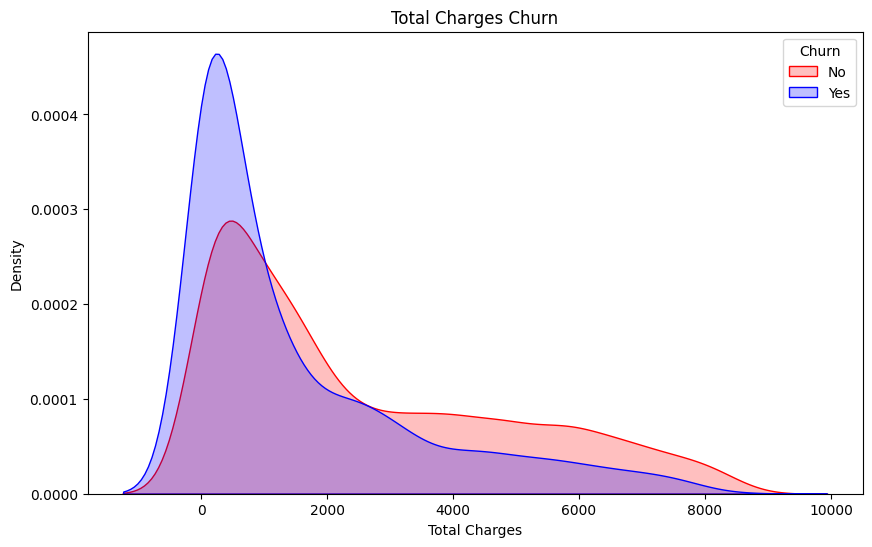 Total Charges Churn
Churn
No
Yes
Density
0.0004
0.0003
0.0002
0.0001
0.0000
0
2000
4000
6000
8000
10000
Total Charges